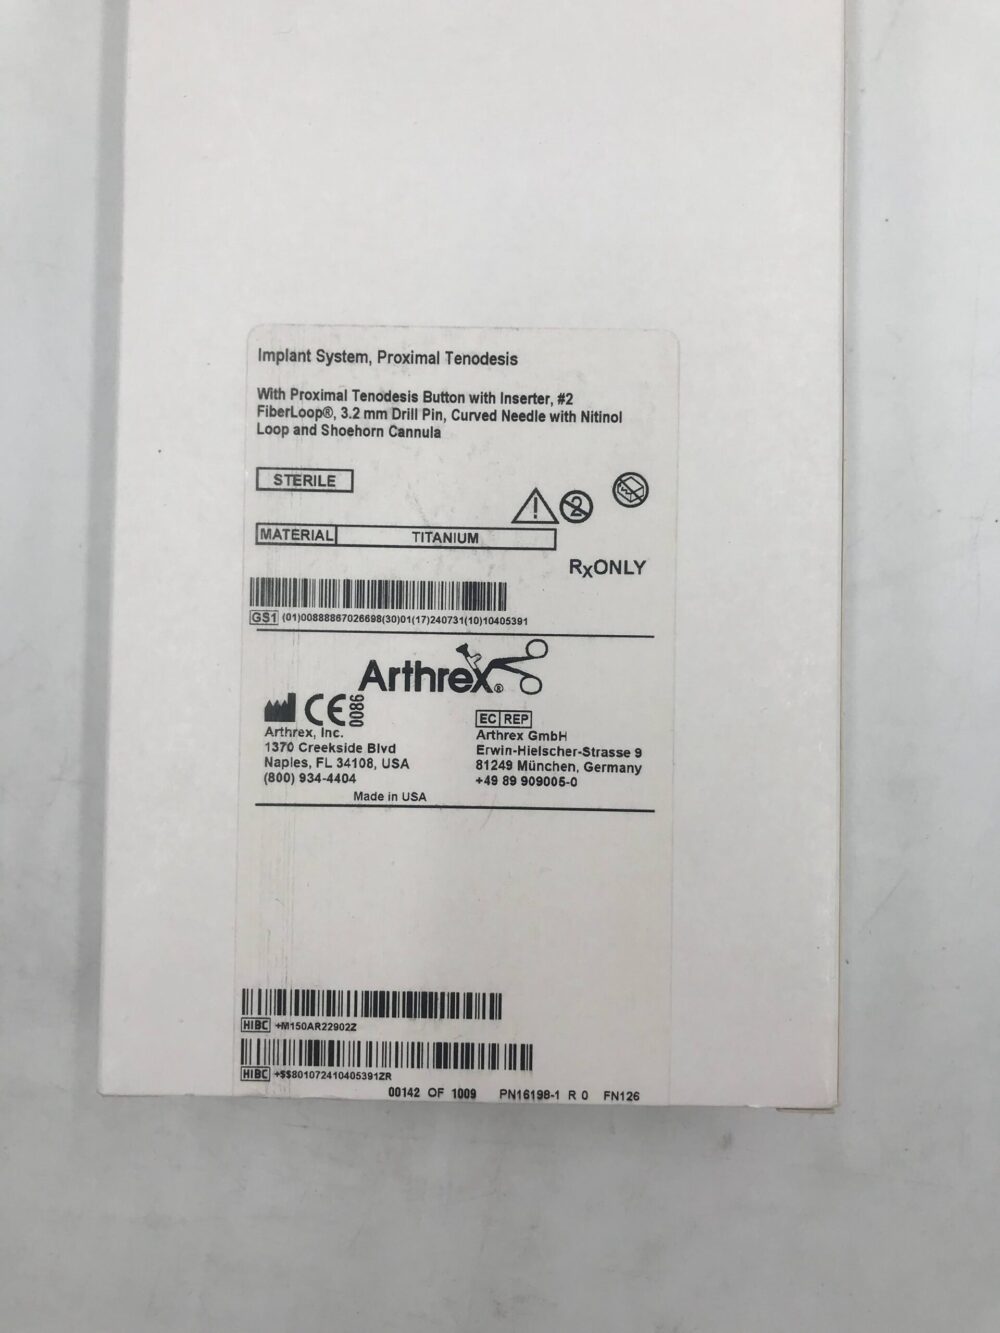 Implant System, Proximal Tenodesis
With Proximal Tenodesis Button with Inserter, #2
FiberLoop®, 3.2 mm Drill Pin, Curved Needle with Nitinol
Loop and Shoehorn Cannula
STERILE
2
MATERIAL TITANIUM
RxONLY
GS1 (01)00888867026698(30)01(17)240731(10)10405391
Arthrex®
CE 0086
EC REP
Arthrex, Inc.
1370 Creekside Blvd
Naples, FL 34108, USA
(800) 934-4404
Arthrex GmbH
Erwin-Hielscher-Strasse 9
81249 München, Germany
+49 89 909005-0
Made in USA
HIBC +M150AR22902Z
HIBC +$$801072410405391ZR
00142 OF 1009 PN16198-1 R 0 FN126